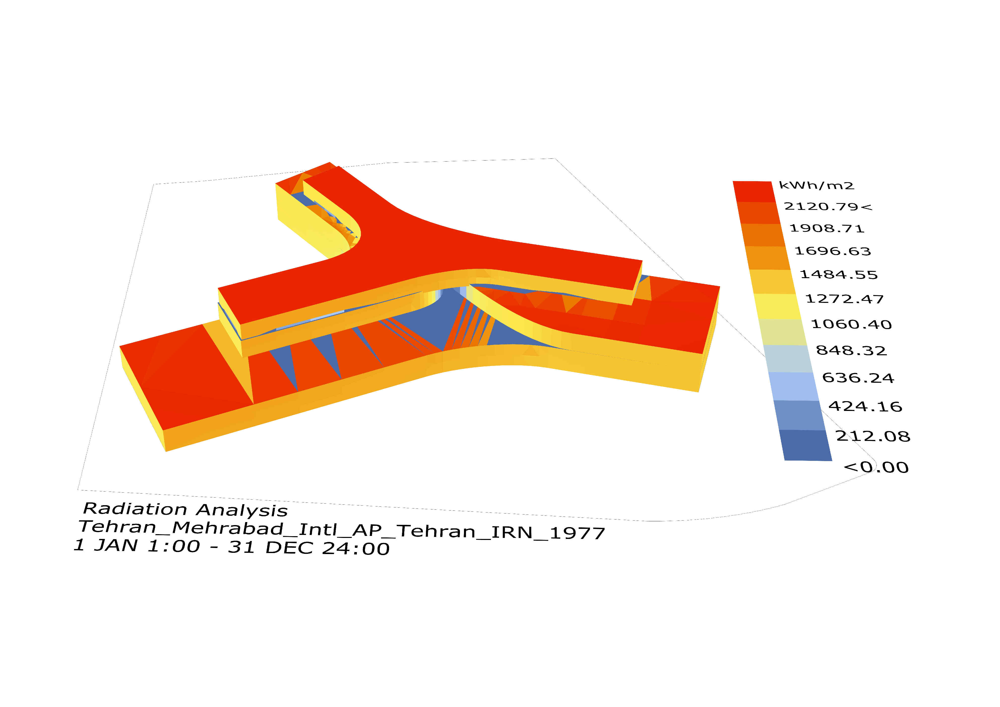 kWh/m2
2120.79<
1908.71
1696.63
1484.55
1272.47
1060.40
848.32
636.24
424.16
212.08
<0.00
Radiation Analysis
Tehran_Mehrabad_Intl_AP_Tehran_IRN_1977
1 JAN 1:00 - 31 DEC 24:00